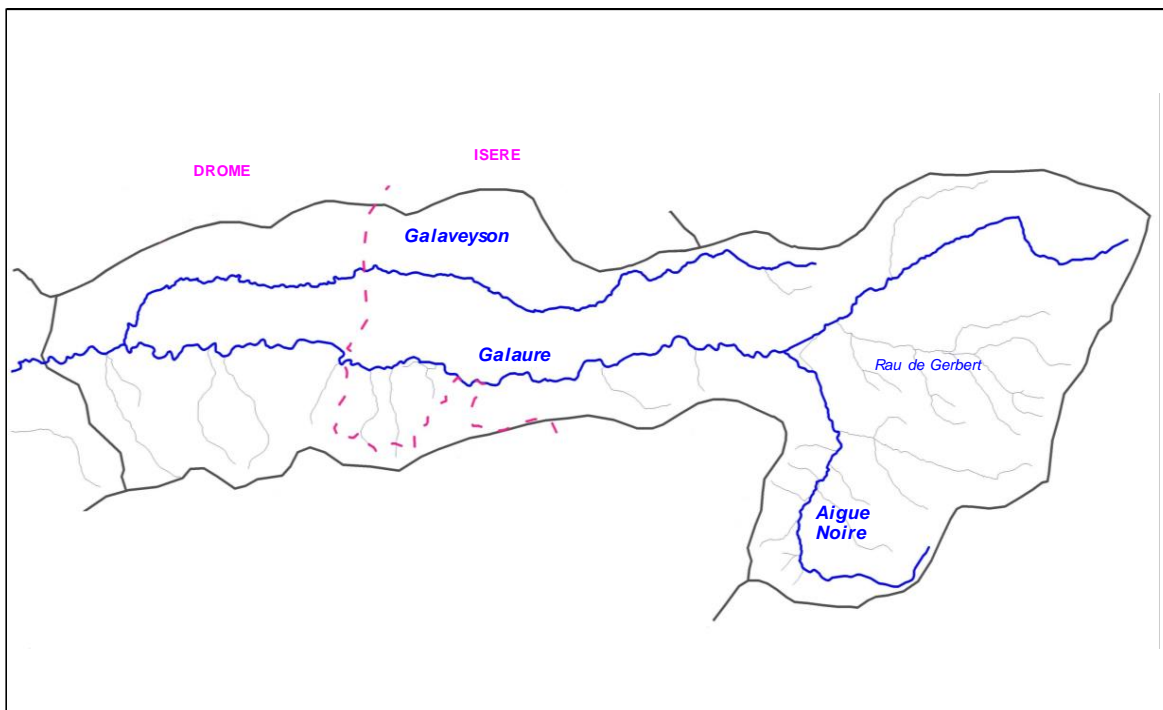 ISERE
DROME
Galaveyson
Galaure
Rau de Gerbert
Aigue
Noire